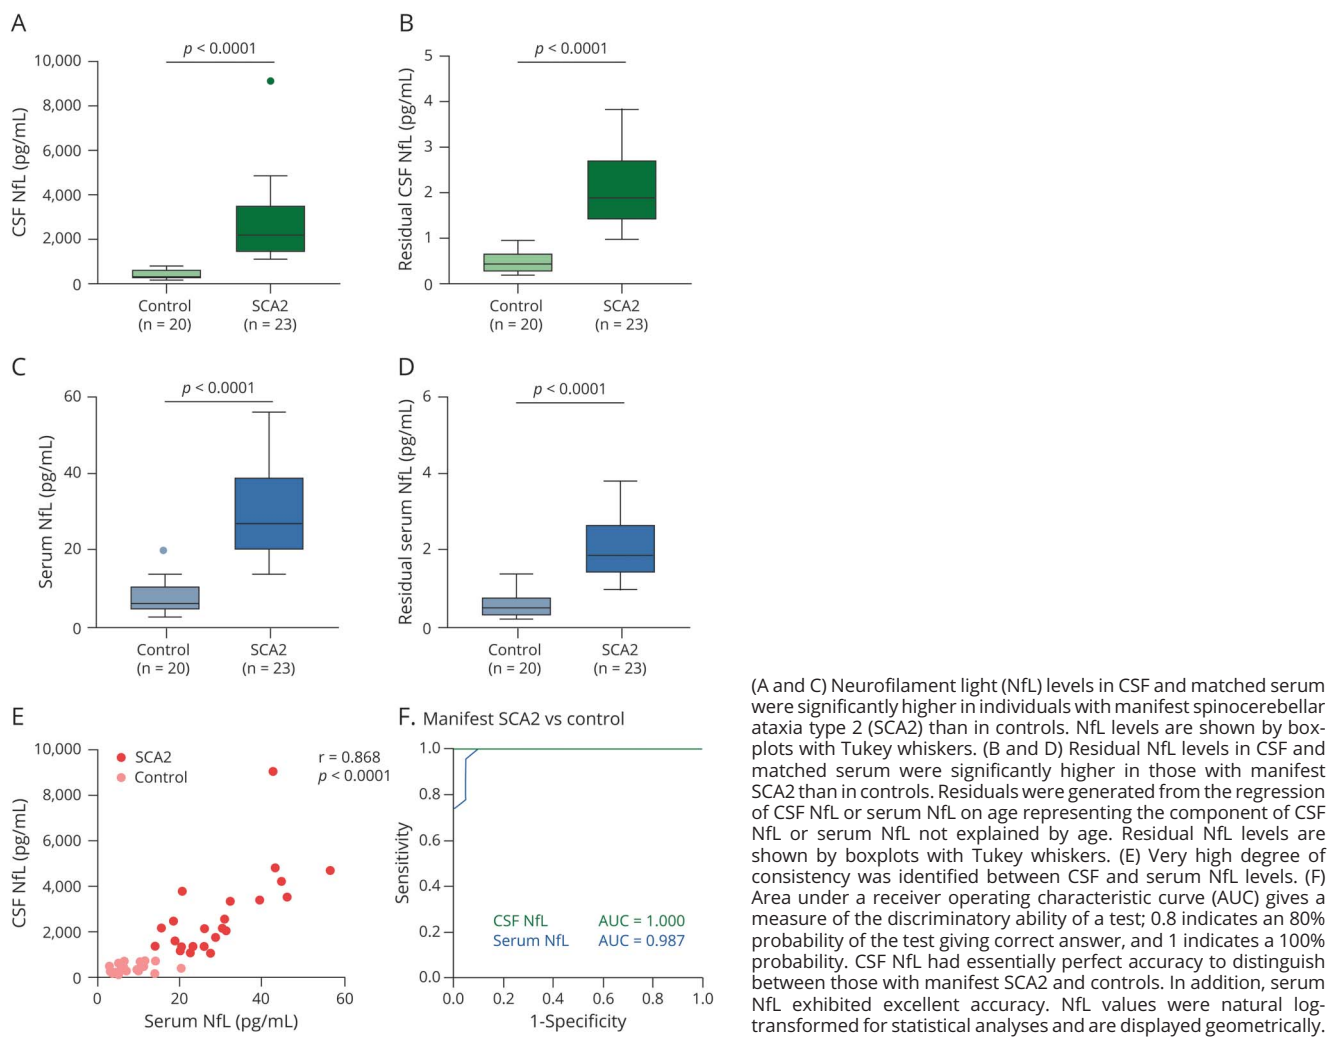 A
p < 0.0001
10,000
8,000
6,000
4,000
2,000
0
CSF NfL (pg/mL)
Control
(n = 20)
SCA2
(n = 23)
B
p < 0.0001
5
4
3
2
1
0
Residual CSF NfL (pg/mL)
Control
(n = 20)
SCA2
(n = 23)
C
p < 0.0001
60
40
20
0
Serum NfL (pg/mL)
Control
(n = 20)
SCA2
(n = 23)
D
p < 0.0001
6
4
2
0
Residual serum NfL (pg/mL)
Control
(n = 20)
SCA2
(n = 23)
E
10,000
8,000
6,000
4,000
2,000
0
CSF NfL (pg/mL)
SCA2
Control
r = 0.868
p < 0.0001
0
20
40
60
Serum NfL (pg/mL)
F. Manifest SCA2 vs control
1.0
0.8
0.6
0.4
0.2
0.0
Sensitivity
CSF NfL AUC = 1.000
Serum NfL AUC = 0.987
0.0
0.2
0.4
0.6
0.8
1.0
1-Specificity
(A and C) Neurofilament light (NfL) levels in CSF and matched serum
were significantly higher in individuals with manifest spinocerebellar
ataxia type 2 (SCA2) than in controls. NfL levels are shown by box-
plots with Tukey whiskers. (B and D) Residual NfL levels in CSF and
matched serum were significantly higher in those with manifest
SCA2 than in controls. Residuals were generated from the regression
of CSF NfL or serum NfL on age representing the component of CSF
NfL or serum NfL not explained by age. Residual NfL levels are
shown by boxplots with Tukey whiskers. (E) Very high degree of
consistency was identified between CSF and serum NfL levels. (F)
Area under a receiver operating characteristic curve (AUC) gives a
measure of the discriminatory ability of a test; 0.8 indicates an 80%
probability of the test giving correct answer, and 1 indicates a 100%
probability. CSF NfL had essentially perfect accuracy to distinguish
between those with manifest SCA2 and controls. In addition, serum
NfL exhibited excellent accuracy. NfL values were natural log-
transformed for statistical analyses and are displayed geometrically.